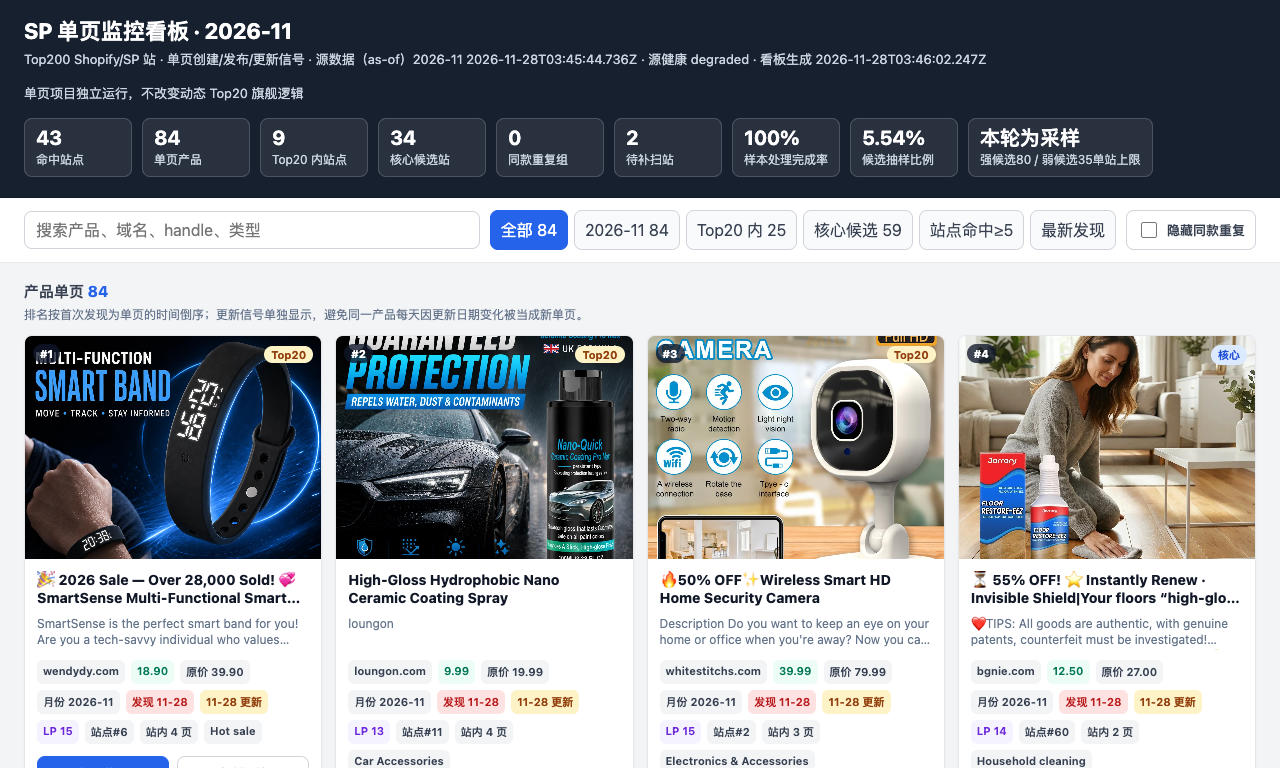 SP 单页监控看板 · 2026-11
Top200 Shopify/SP 站 · 单页创建/发布/更新信号 · 源数据（as-of）2026-11 2026-11-28T03:45:44.736Z · 源健康 degraded · 看板生成 2026-11-28T03:46:02.247Z
单页项目独立运行，不改变动态 Top20 旗舰逻辑
43
命中站点
84
单页产品
9
Top20 内站点
34
核心候选站
0
同款重复组
2
待补扫站
100%
样本处理完成率
5.54%
候选抽样比例
本轮为采样
强候选80 / 弱候选35单站上限
搜索产品、域名、handle、类型
全部 84
2026-11 84
Top20 内 25
核心候选 59
站点命中≥5
最新发现
隐藏同款重复
产品单页 84
排名按首次发现为单页的时间倒序；更新信号单独显示，避免同一产品每天因更新日期变化被当成新单页。
#1
Top20
MULTI-FUNCTION
SMART BAND
MOVE • TRACK • STAY INFORMED
🎉 2026 Sale — Over 28,000 Sold! 💞
SmartSense Multi-Functional Smart...
SmartSense is the perfect smart band for you!
Are you a tech-savvy individual who values...
wendydy.com 18.90 原价 39.90
月份 2026-11 发现 11-28 11-28 更新
LP 15 站点#6 站内 4 页 Hot sale
#2
Top20
GUARANTEED
PROTECTION
REPELS WATER, DUST & CONTAMINANTS
Nano-Quick
High-Gloss Hydrophobic Nano
Ceramic Coating Spray
loungon
loungon.com 9.99 原价 19.99
月份 2026-11 发现 11-28 11-28 更新
LP 13 站点#11 站内 4 页
Car Accessories
#3
Top20
Full HD
CAMERA
Two-way
radio
Motion
detection
Light night
vision
Wifi
A wireless
connection
Rotate the
case
Tpye - c
interface
🔥50% OFF✨Wireless Smart HD
Home Security Camera
Description Do you want to keep an eye on your
home or office when you're away? Now you ca...
whitestitchs.com 39.99 原价 79.99
月份 2026-11 发现 11-28 11-28 更新
LP 15 站点#2 站内 3 页
Electronics & Accessories
#4
核心
Jarrary
FLOOR
RESTORE-EEZ
⏳ 55% OFF! ⭐ Instantly Renew ·
Invisible Shield|Your floors “high-glo...
❤️TIPS: All goods are authentic, with genuine
patents, counterfeit must be investigated!...
bgnie.com 12.50 原价 27.00
月份 2026-11 发现 11-28 11-28 更新
LP 14 站点#60 站内 2 页
Household cleaning